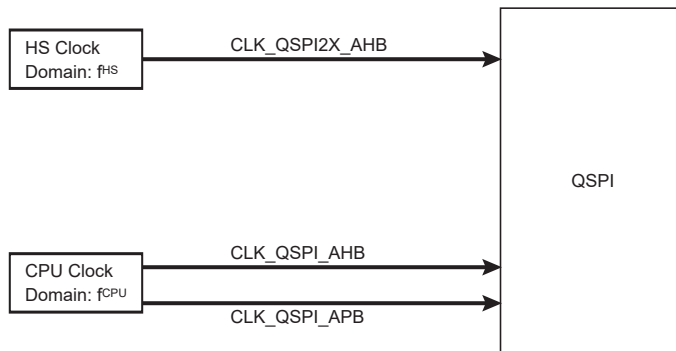 HS Clock
Domain: fHS
CLK_QSPI2X_AHB
QSPI
CPU Clock
Domain: fCPU
CLK_QSPI_AHB
CLK_QSPI_APB